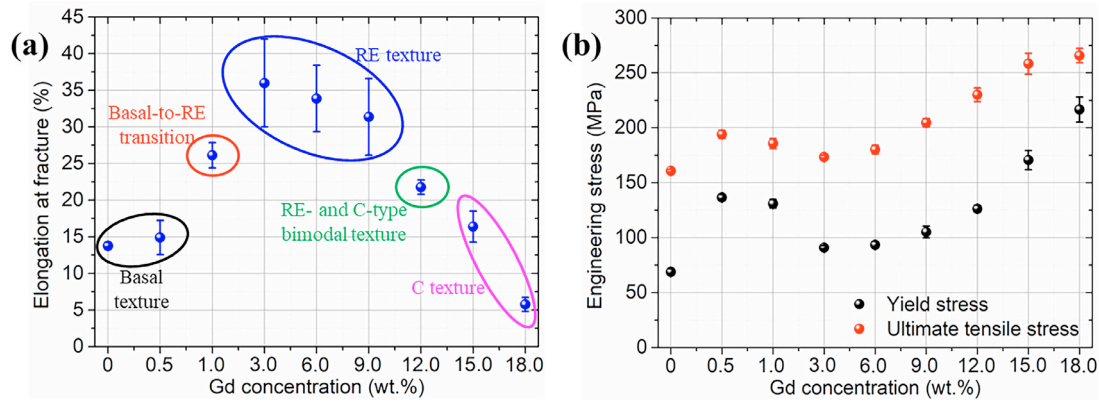 (a)
45
40
35
30
25
20
15
10
5
0
Elongation at fracture (%)
RE texture
Basal-to-RE
transition
RE- and C-type
bimodal texture
Basal
texture
C texture
0 0.5 1.0 3.0 6.0 9.0 12.0 15.0 18.0
Gd concentration (wt.%)
(b)
300
250
200
150
100
50
0
Engineering stress (MPa)
Yield stress
Ultimate tensile stress
0 0.5 1.0 3.0 6.0 9.0 12.0 15.0 18.0
Gd concentration (wt.%)